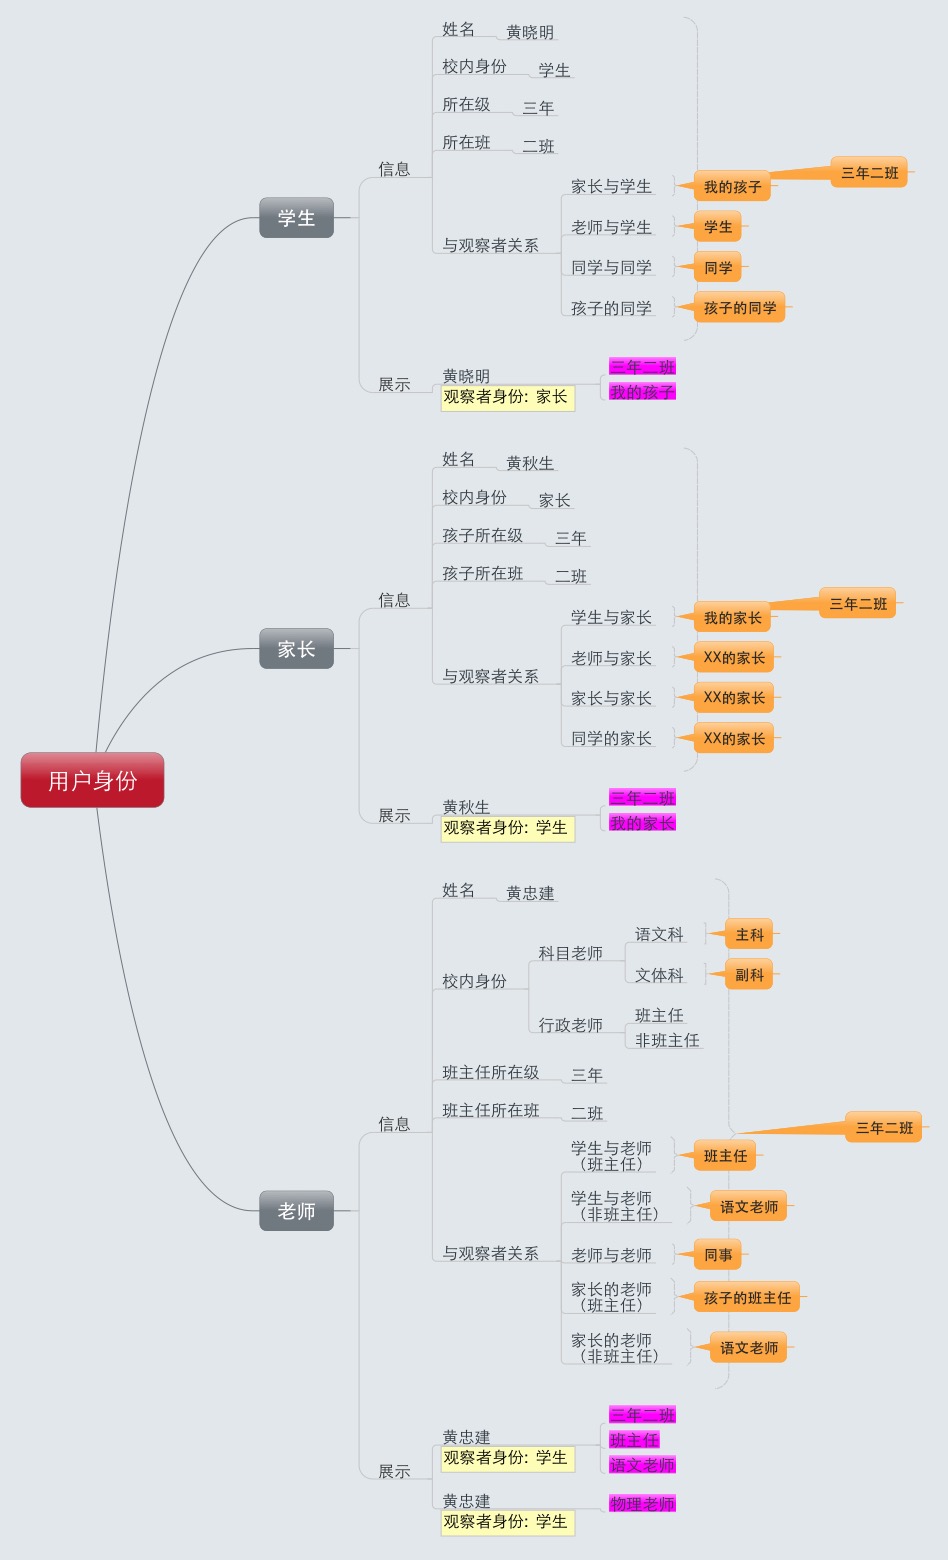 用户身份
学生
信息
姓名
黄晓明
校内身份
学生
所在级
三年
所在班
二班
与观察者关系
家长与学生
我的孩子
三年二班
老师与学生
学生
同学与同学
同学
孩子的同学
孩子的同学
展示
黄晓明
观察者身份: 家长
三年二班
我的孩子
家长
信息
姓名
黄秋生
校内身份
家长
孩子所在级
三年
孩子所在班
二班
与观察者关系
学生与家长
我的家长
三年二班
老师与家长
XX的家长
家长与家长
XX的家长
同学的家长
XX的家长
展示
黄秋生
观察者身份: 学生
三年二班
我的家长
老师
信息
姓名
黄忠建
校内身份
科目老师
语文科
主科
文体科
副科
行政老师
班主任
非班主任
班主任所在级
三年
班主任所在班
二班
三年二班
与观察者关系
学生与老师
（班主任）
班主任
学生与老师
（非班主任）
语文老师
老师与老师
同事
家长的老师
（班主任）
孩子的班主任
家长的老师
（非班主任）
语文老师
展示
黄忠建
观察者身份: 学生
三年二班
班主任
语文老师
黄忠建
观察者身份: 学生
物理老师